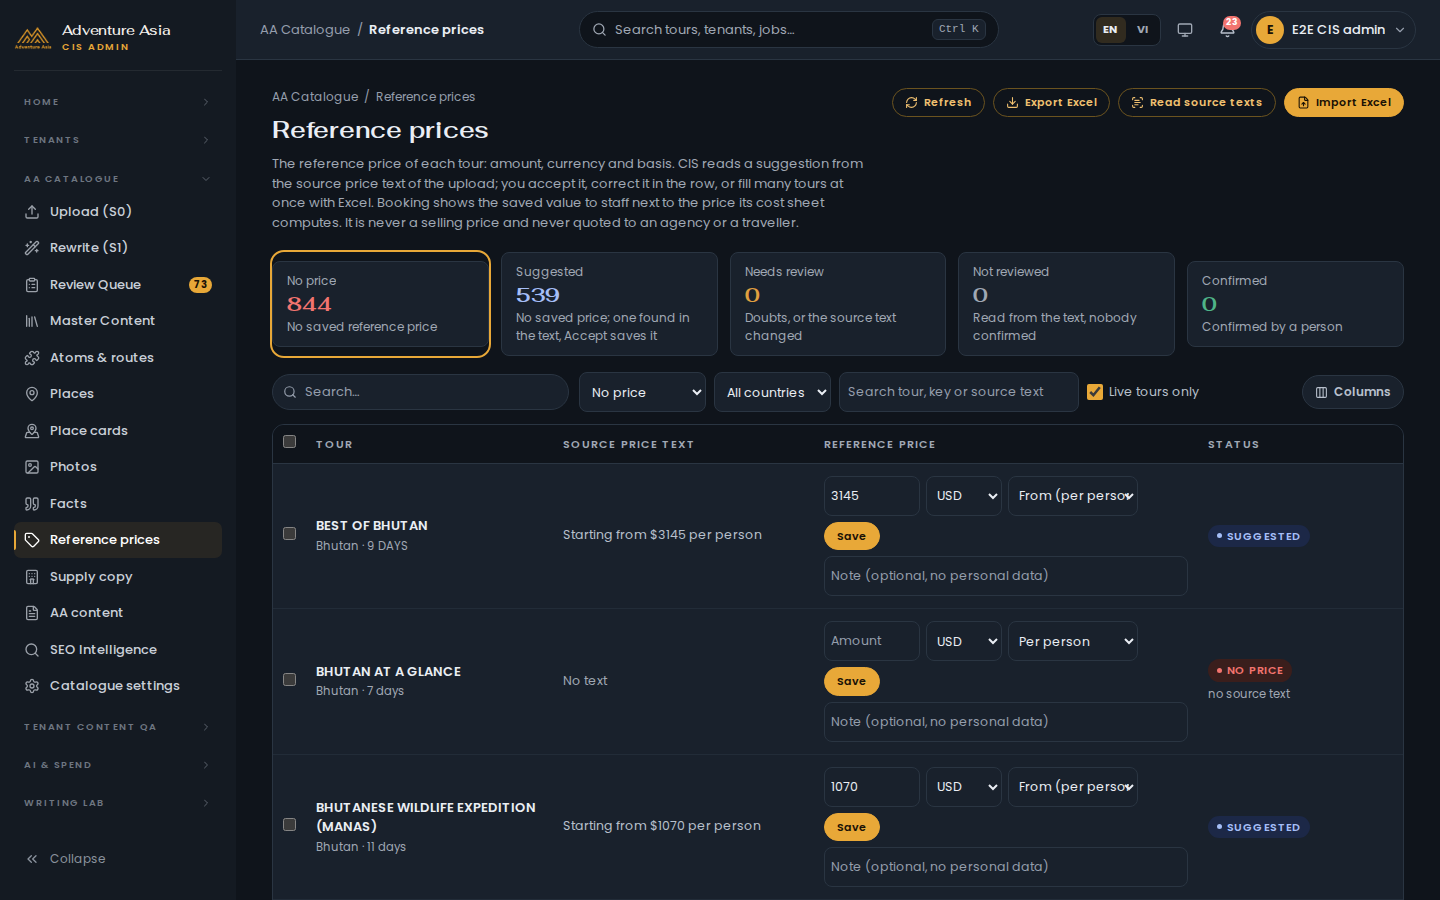 Adventure Asia
Adventure Asia
CIS ADMIN
HOME
TENANTS
AA CATALOGUE
Upload (S0)
Rewrite (S1)
Review Queue
73
Master Content
Atoms & routes
Places
Place cards
Photos
Facts
Reference prices
Supply copy
AA content
SEO Intelligence
Catalogue settings
TENANT CONTENT QA
AI & SPEND
WRITING LAB
Collapse
AA Catalogue / Reference prices
Search tours, tenants, jobs...
Ctrl K
EN
VI
23
E
E2E CIS admin
AA Catalogue / Reference prices
Refresh
Export Excel
Read source texts
Import Excel
Reference prices
The reference price of each tour: amount, currency and basis. CIS reads a suggestion from
the source price text of the upload; you accept it, correct it in the row, or fill many tours at
once with Excel. Booking shows the saved value to staff next to the price its cost sheet
computes. It is never a selling price and never quoted to an agency or a traveller.
No price
844
No saved reference price
Suggested
539
No saved price; one found in
the text, Accept saves it
Needs review
0
Doubts, or the source text
changed
Not reviewed
0
Read from the text, nobody
confirmed
Confirmed
0
Confirmed by a person
Search...
No price
All countries
Search tour, key or source text
Live tours only
Columns
TOUR
SOURCE PRICE TEXT
REFERENCE PRICE
STATUS
BEST OF BHUTAN
Bhutan · 9 DAYS
Starting from $3145 per person
3145
USD
From (per perso
Save
Note (optional, no personal data)
SUGGESTED
BHUTAN AT A GLANCE
Bhutan · 7 days
No text
Amount
USD
Per person
Save
Note (optional, no personal data)
NO PRICE
no source text
BHUTANESE WILDLIFE EXPEDITION
(MANAS)
Bhutan · 11 days
Starting from $1070 per person
1070
USD
From (per perso
Save
Note (optional, no personal data)
SUGGESTED